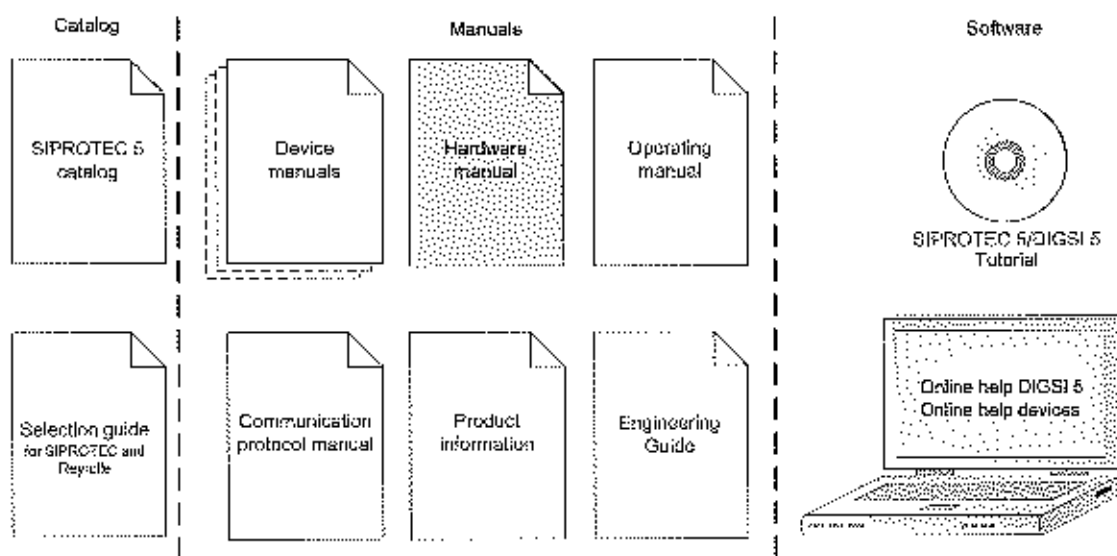 Catalog
Manuals
Software
SIPROTEC 5
catalog
Device
manuals
Hardware
manual
Operating
manual
SIPROTEC 5/DIGSI 5
Tutorial
Selection guide
for SIPROTEC and
Reyrolle
Communication
protocol manual
Product
information
Engineering
Guide
Online help DIGSI 5
Online help devices